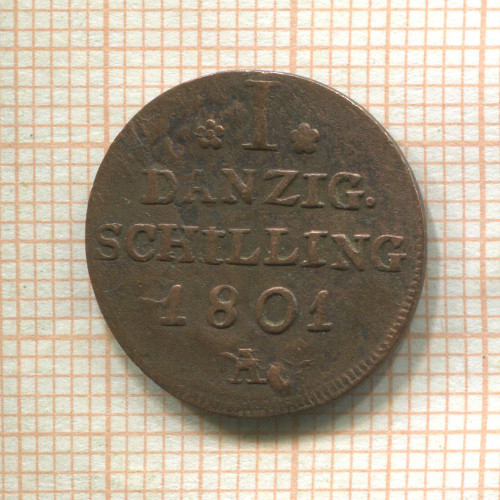 I
DANZIG.
SCHILLING
1801
A